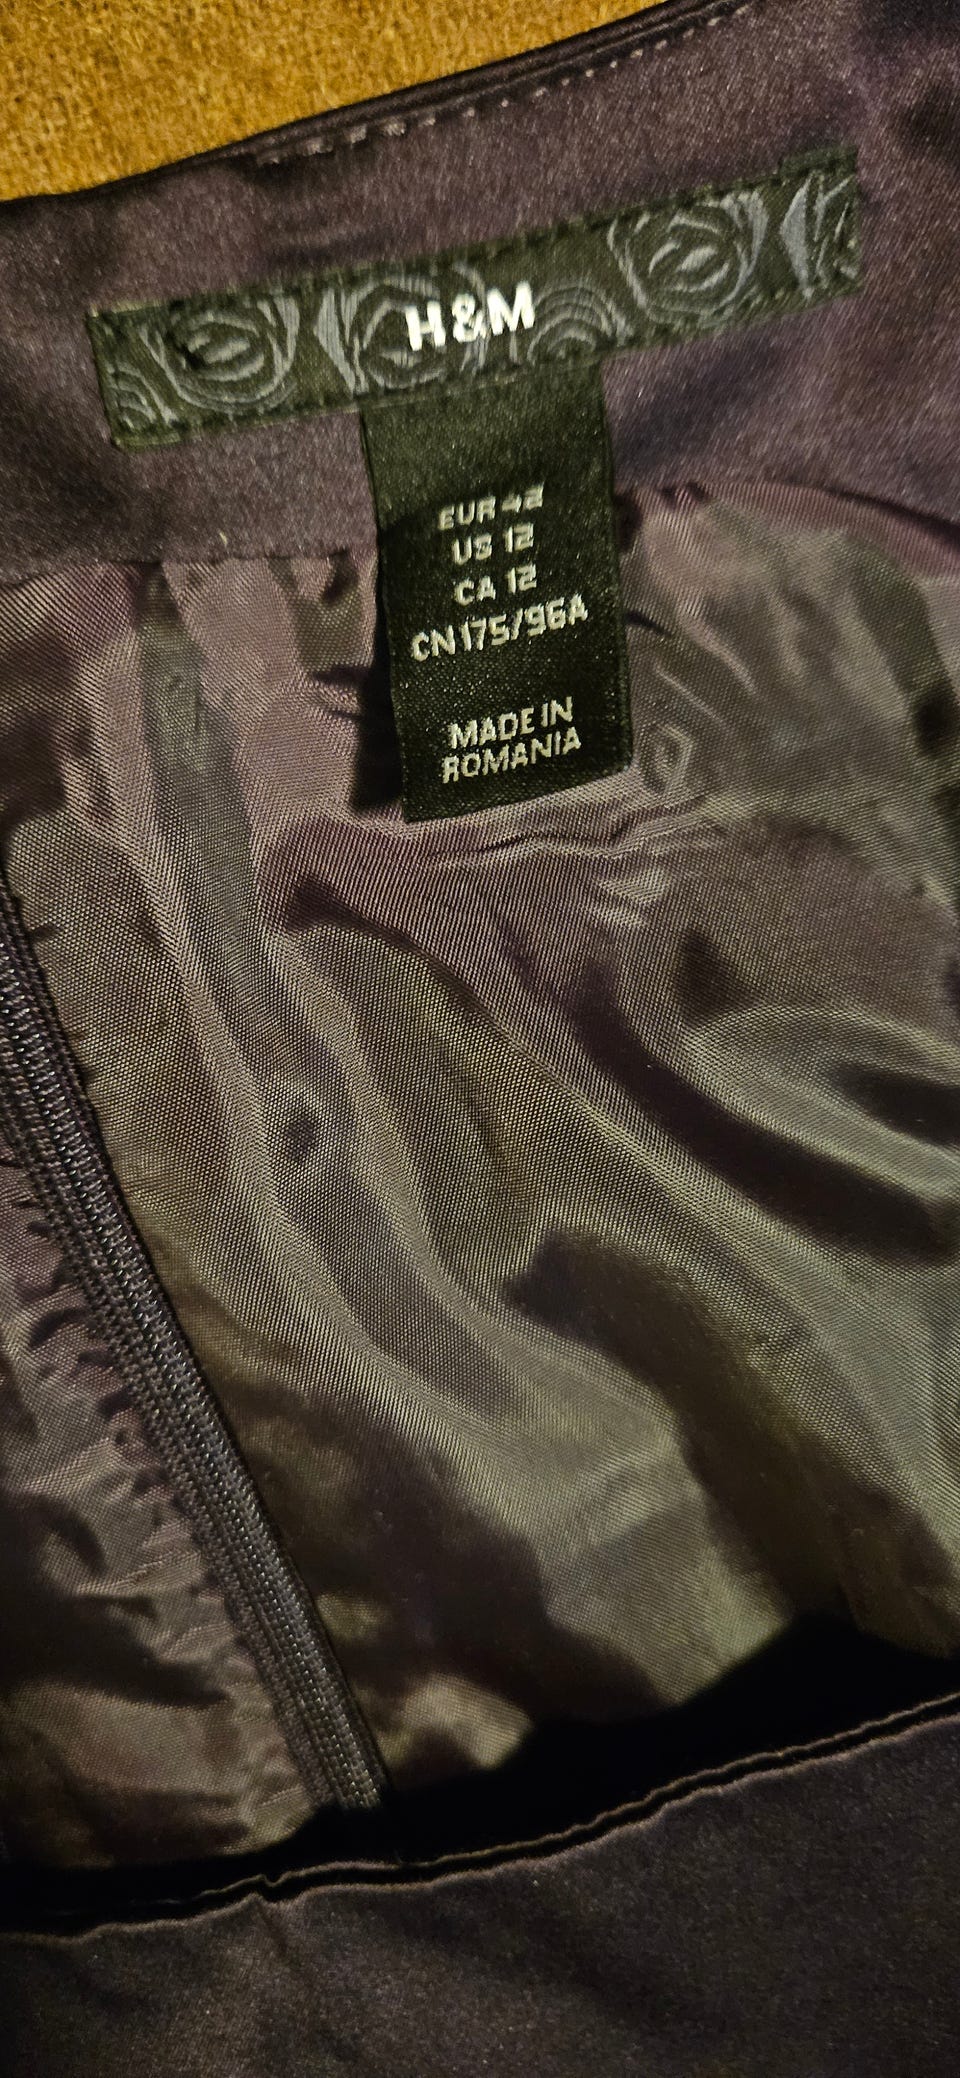 H&M
EUR 42
US 12
CA 12
CN 175/96A
MADE IN
ROMANIA